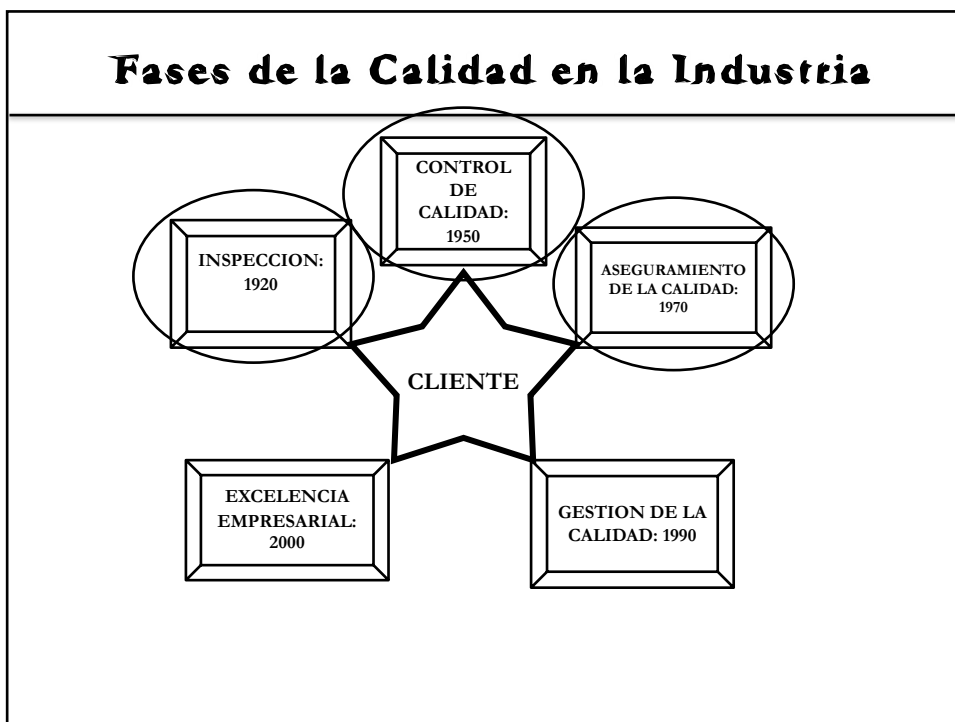 Fases de la Calidad en la Industria
CONTROL
DE
CALIDAD:
1950
INSPECCION:
1920
ASEGURAMIENTO
DE LA CALIDAD:
1970
CLIENTE
EXCELENCIA
EMPRESARIAL:
2000
GESTION DE LA
CALIDAD: 1990